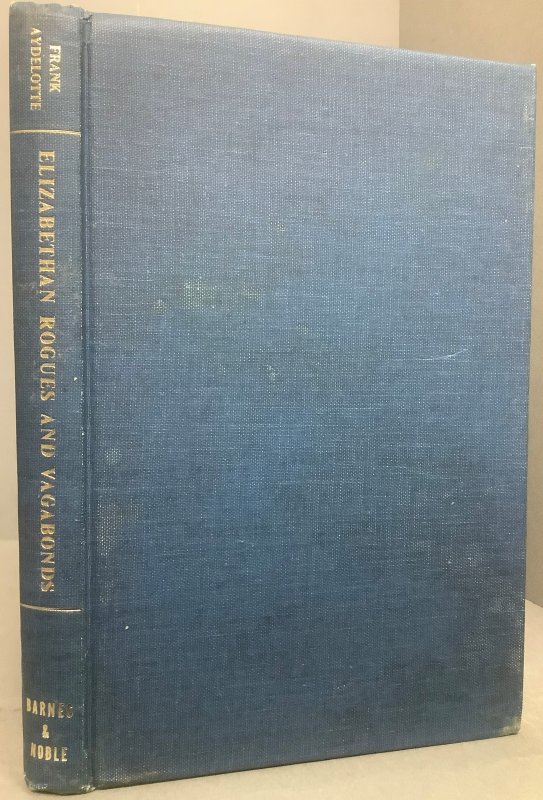 FRANK
AYDELOTTE
ELIZABETHAN ROGUES AND VAGABONDS
BARNES
&
NOBLE